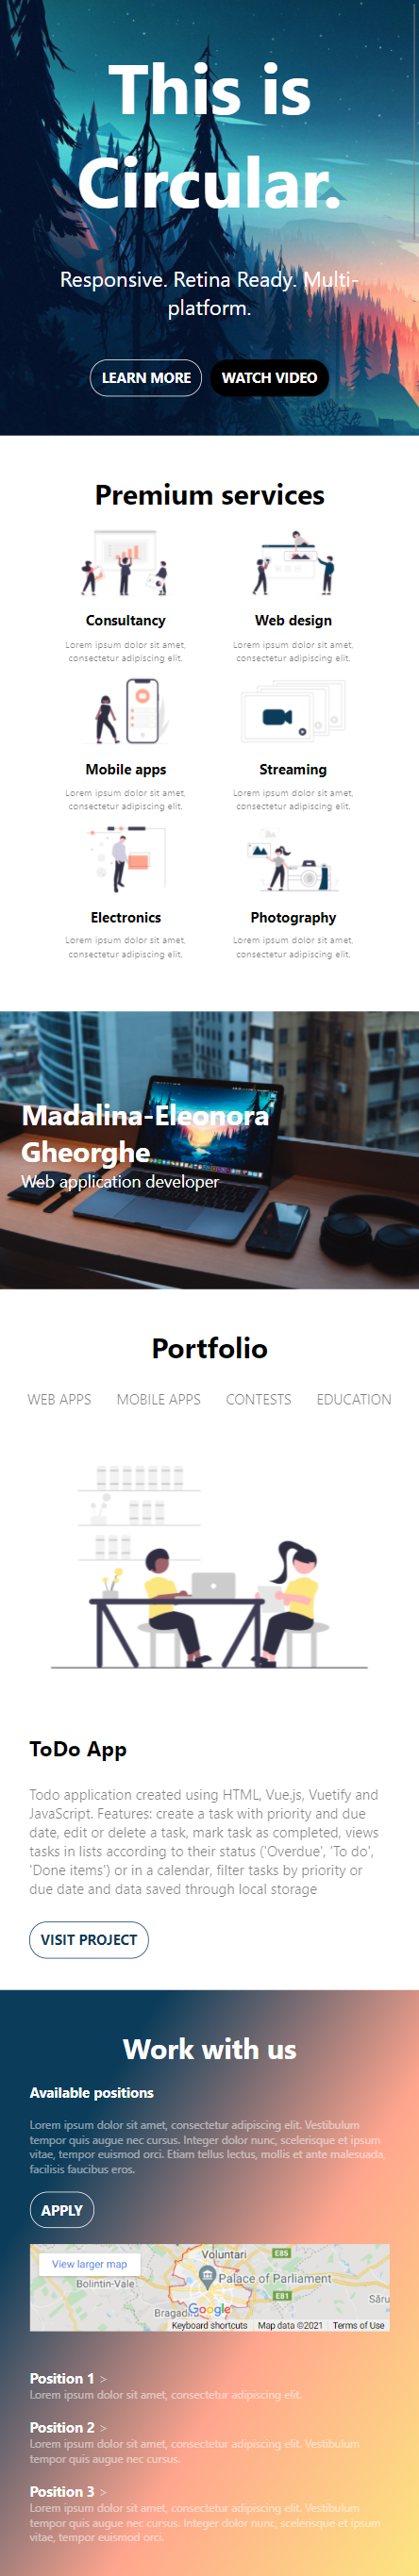 This is
Circular.
Responsive. Retina Ready. Multi-
platform.
LEARN MORE WATCH VIDEO
Premium services
Consultancy
Lorem ipsum dolor sit amet,
consectetur adipiscing elit.
Web design
Lorem ipsum dolor sit amet,
consectetur adipiscing elit.
Mobile apps
Lorem ipsum dolor sit amet,
consectetur adipiscing elit.
Streaming
Lorem ipsum dolor sit amet,
consectetur adipiscing elit.
Electronics
Lorem ipsum dolor sit amet,
consectetur adipiscing elit.
Photography
Lorem ipsum dolor sit amet,
consectetur adipiscing elit.
Madalina-Eleonora
Gheorghe
Web application developer
Portfolio
WEB APPS MOBILE APPS CONTESTS EDUCATION
ToDo App
Todo application created using HTML, Vue.js, Vuetify and
JavaScript. Features: create a task with priority and due
date, edit or delete a task, mark task as completed, views
tasks in lists according to their status ('Overdue', 'To do',
'Done items') or in a calendar, filter tasks by priority or
due date and data saved through local storage
VISIT PROJECT
Work with us
Available positions
Lorem ipsum dolor sit amet, consectetur adipiscing elit. Vestibulum
tempor quis augue nec cursus. Integer dolor nunc, scelerisque et ipsum
vitae, tempor euismod orci. Etiam tellus lectus, mollis et ante malesuada,
facilisis faucibus eros.
APPLY
View larger map
Voluntari
E85
Bolintin-Vale
Palace of Parliament
E81
Săru
Bragadiru
Google
Keyboard shortcuts Map data ©2021 Terms of Use
Position 1 >
Lorem ipsum dolor sit amet, consectetur adipiscing elit.
Position 2 >
Lorem ipsum dolor sit amet, consectetur adipiscing elit. Vestibulum
tempor quis augue nec cursus.
Position 3 >
Lorem ipsum dolor sit amet, consectetur adipiscing elit. Vestibulum
tempor quis augue nec cursus. Integer dolor nunc, scelerisque et ipsum
vitae, tempor euismod orci.